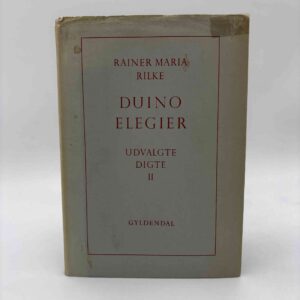 RAINER MARIA
RILKE
DUINO
ELEGIER
UDVALGTE
DIGTE
II
GYLDENDAL